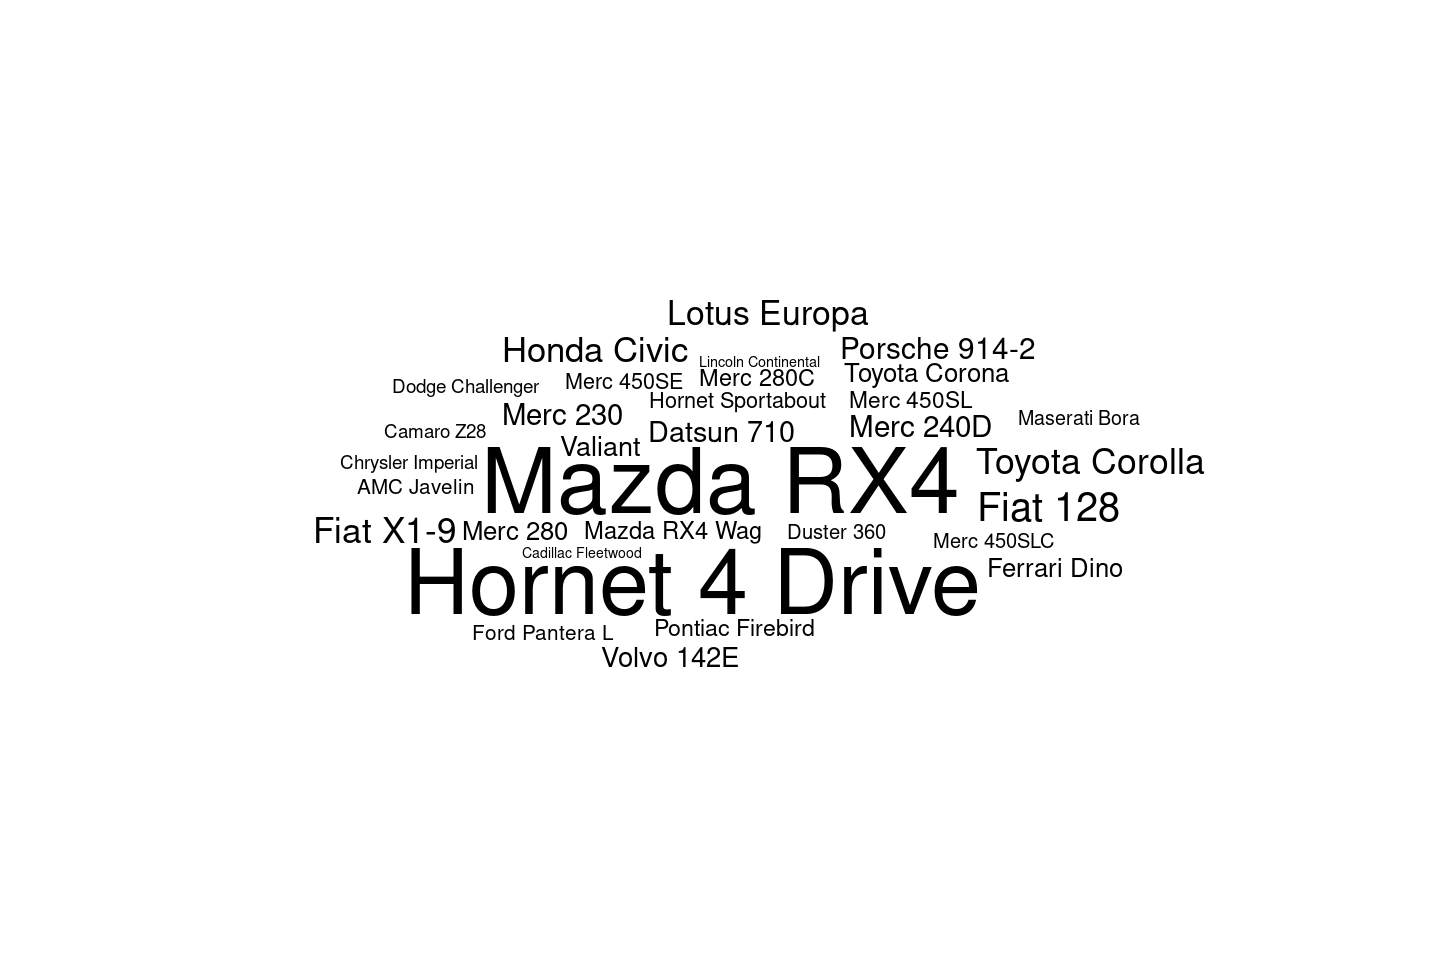 Lotus Europa
Honda Civic
Porsche 914-2
Lincoln Continental
Toyota Corona
Merc 280C
Merc 450SE
Dodge Challenger
Hornet Sportabout
Merc 450SL
Merc 230
Maserati Bora
Merc 240D
Camaro Z28
Datsun 710
Valiant
Chrysler Imperial
Toyota Corolla
Mazda RX4
AMC Javelin
Fiat 128
Fiat X1-9
Merc 280
Mazda RX4 Wag
Duster 360
Merc 450SLC
Cadillac Fleetwood
Ferrari Dino
Hornet 4 Drive
Ford Pantera L
Pontiac Firebird
Volvo 142E